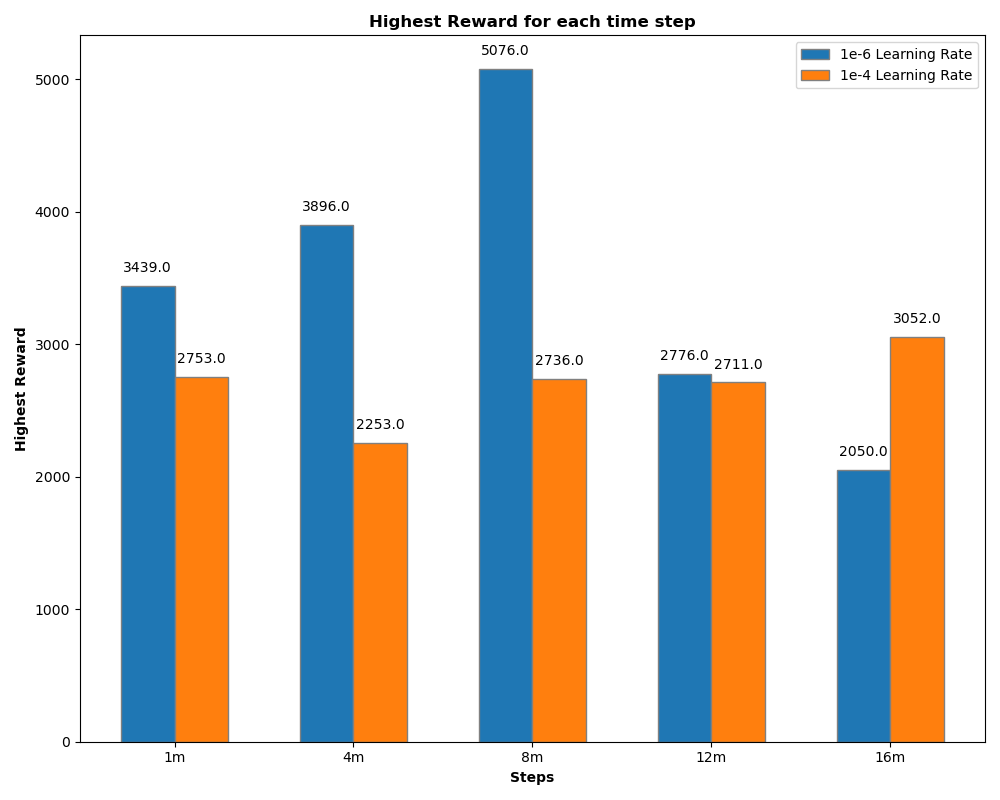 Highest Reward for each time step
1e-6 Learning Rate
1e-4 Learning Rate
Highest Reward
5000
4000
3000
2000
1000
0
3439.0
2753.0
3896.0
2253.0
5076.0
2736.0
2776.0
2711.0
2050.0
3052.0
1m
4m
8m
12m
16m
Steps